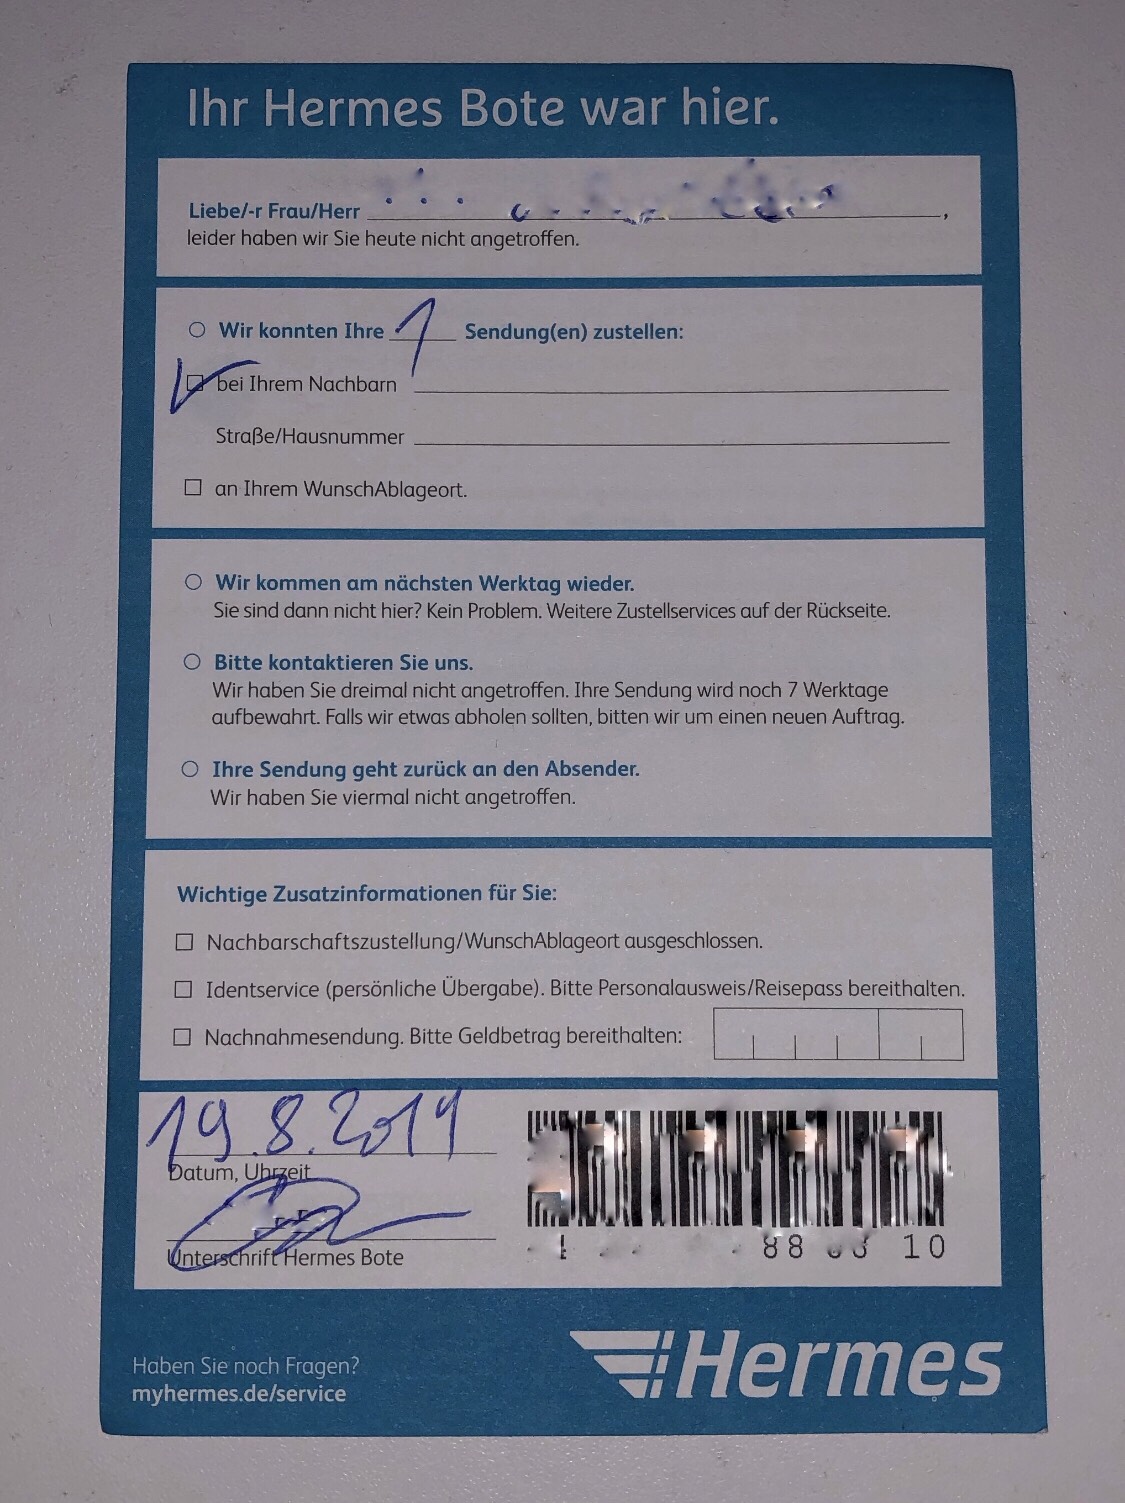 Ihr Hermes Bote war hier.
Liebe/-r Frau/Herr ,
leider haben wir Sie heute nicht angetroffen.
Wir konnten Ihre 1 Sendung(en) zustellen:
bei Ihrem Nachbarn
Straße/Hausnummer
an Ihrem WunschAblageort.
Wir kommen am nächsten Werktag wieder.
Sie sind dann nicht hier? Kein Problem. Weitere Zustellservices auf der Rückseite.
Bitte kontaktieren Sie uns.
Wir haben Sie dreimal nicht angetroffen. Ihre Sendung wird noch 7 Werktage
aufbewahrt. Falls wir etwas abholen sollten, bitten wir um einen neuen Auftrag.
Ihre Sendung geht zurück an den Absender.
Wir haben Sie viermal nicht angetroffen.
Wichtige Zusatzinformationen für Sie:
Nachbarschaftszustellung/WunschAblageort ausgeschlossen.
Identservice (persönliche Übergabe). Bitte Personalausweis/Reisepass bereithalten.
Nachnahmesendung. Bitte Geldbetrag bereithalten:
19.8.2019
Datum, Uhrzeit
Unterschrift Hermes Bote
88 10
Haben Sie noch Fragen?
myhermes.de/service
Hermes